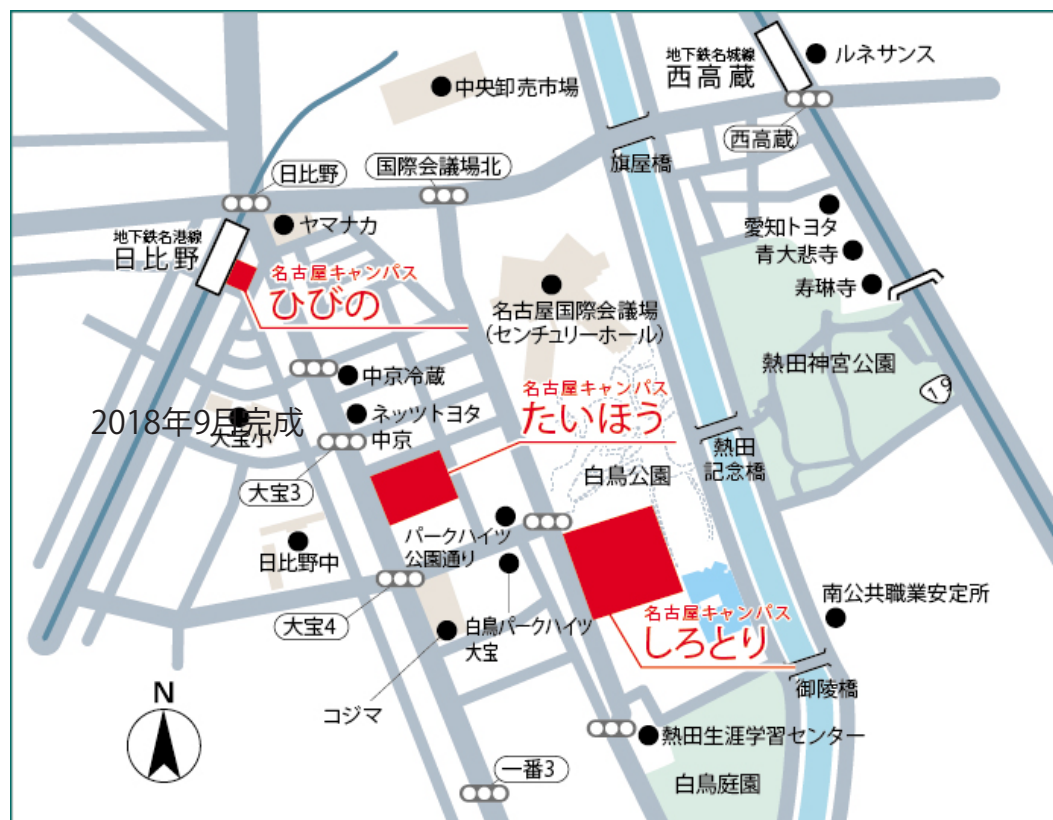 地下鉄名城線
西高蔵
ルネサンス
中央卸売市場
西高蔵
旗屋橋
国際会議場北
日比野
ヤマナカ
地下鉄名港線
日比野
名古屋キャンパス
ひびの
愛知トヨタ
青大悲寺
寿琳寺
名古屋国際会議場
(センチュリーホール)
熱田神宮公園
19
中京冷蔵
名古屋キャンパス
たいほう
2018年9月完成
大宝小
ネッツトヨタ
中京
熱田
記念橋
白鳥公園
大宝3
パークハイツ
公園通り
日比野中
大宝4
白鳥パークハイツ
大宝
名古屋キャンパス
しろとり
南公共職業安定所
御陵橋
コジマ
N
熱田生涯学習センター
一番3
白鳥庭園